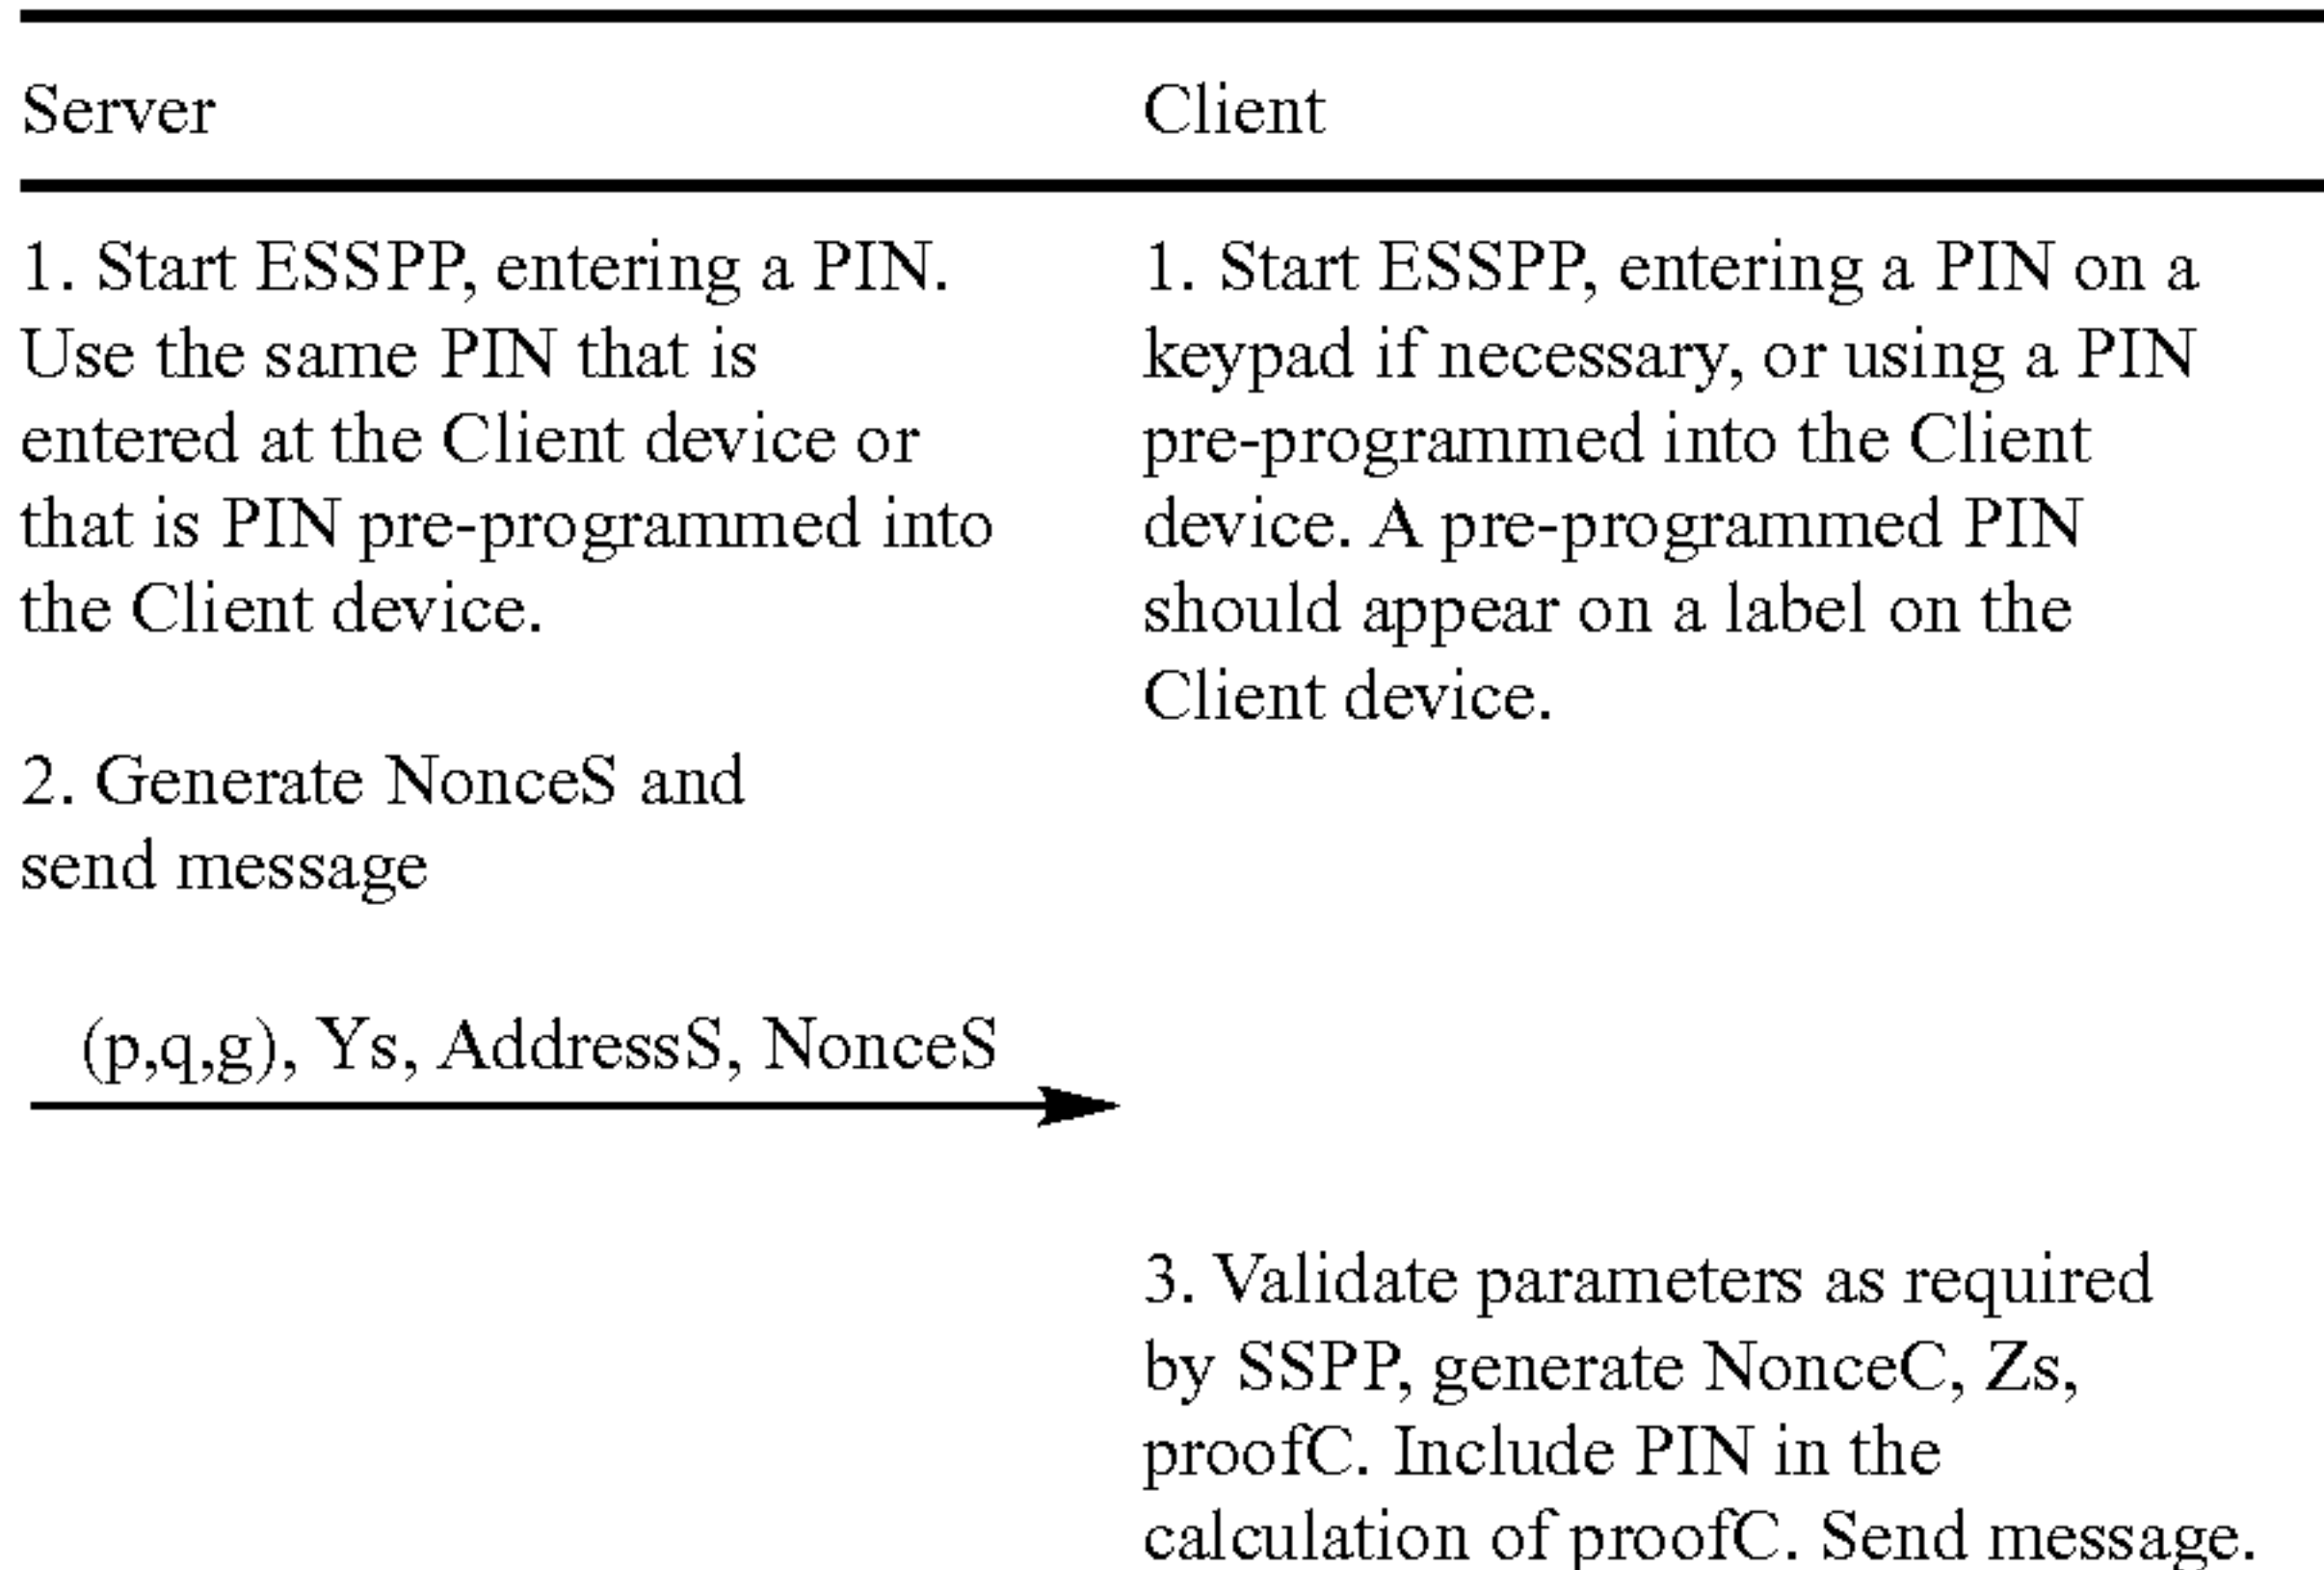 Server
Client
1. Start ESSPP, entering a PIN.
Use the same PIN that is
entered at the Client device or
that is PIN pre-programmed into
the Client device.
1. Start ESSPP, entering a PIN on a
keypad if necessary, or using a PIN
pre-programmed into the Client
device. A pre-programmed PIN
should appear on a label on the
Client device.
2. Generate NonceS and
send message
(p,q,g), Ys, AddressS, NonceS
3. Validate parameters as required
by SSPP, generate NonceC, Zs,
proofC. Include PIN in the
calculation of proofC. Send message.